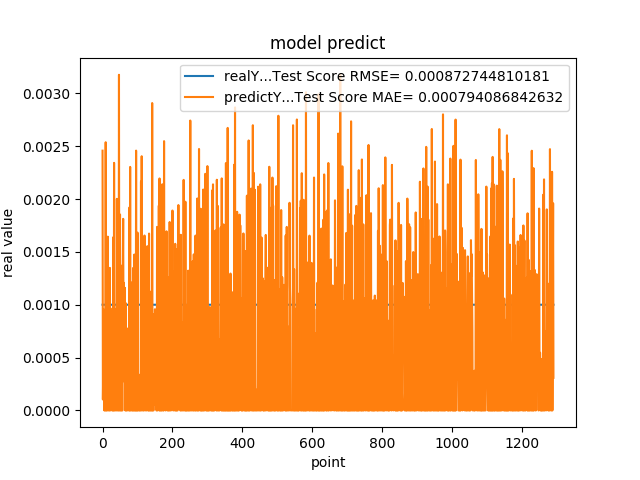 model predict
realY...Test Score RMSE= 0.000872744810181
predictY...Test Score MAE= 0.000794086842632
0.0030
0.0025
0.0020
0.0015
0.0010
0.0005
0.0000
real value
0 200 400 600 800 1000 1200
point